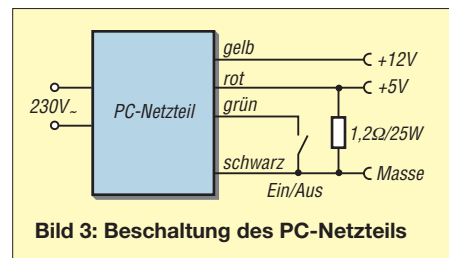 gelb
+12V
rot
+5V
230V~
PC-Netzteil
grün
1,2Ω/25W
schwarz
Masse
Ein/Aus
Bild 3: Beschaltung des PC-Netzteils